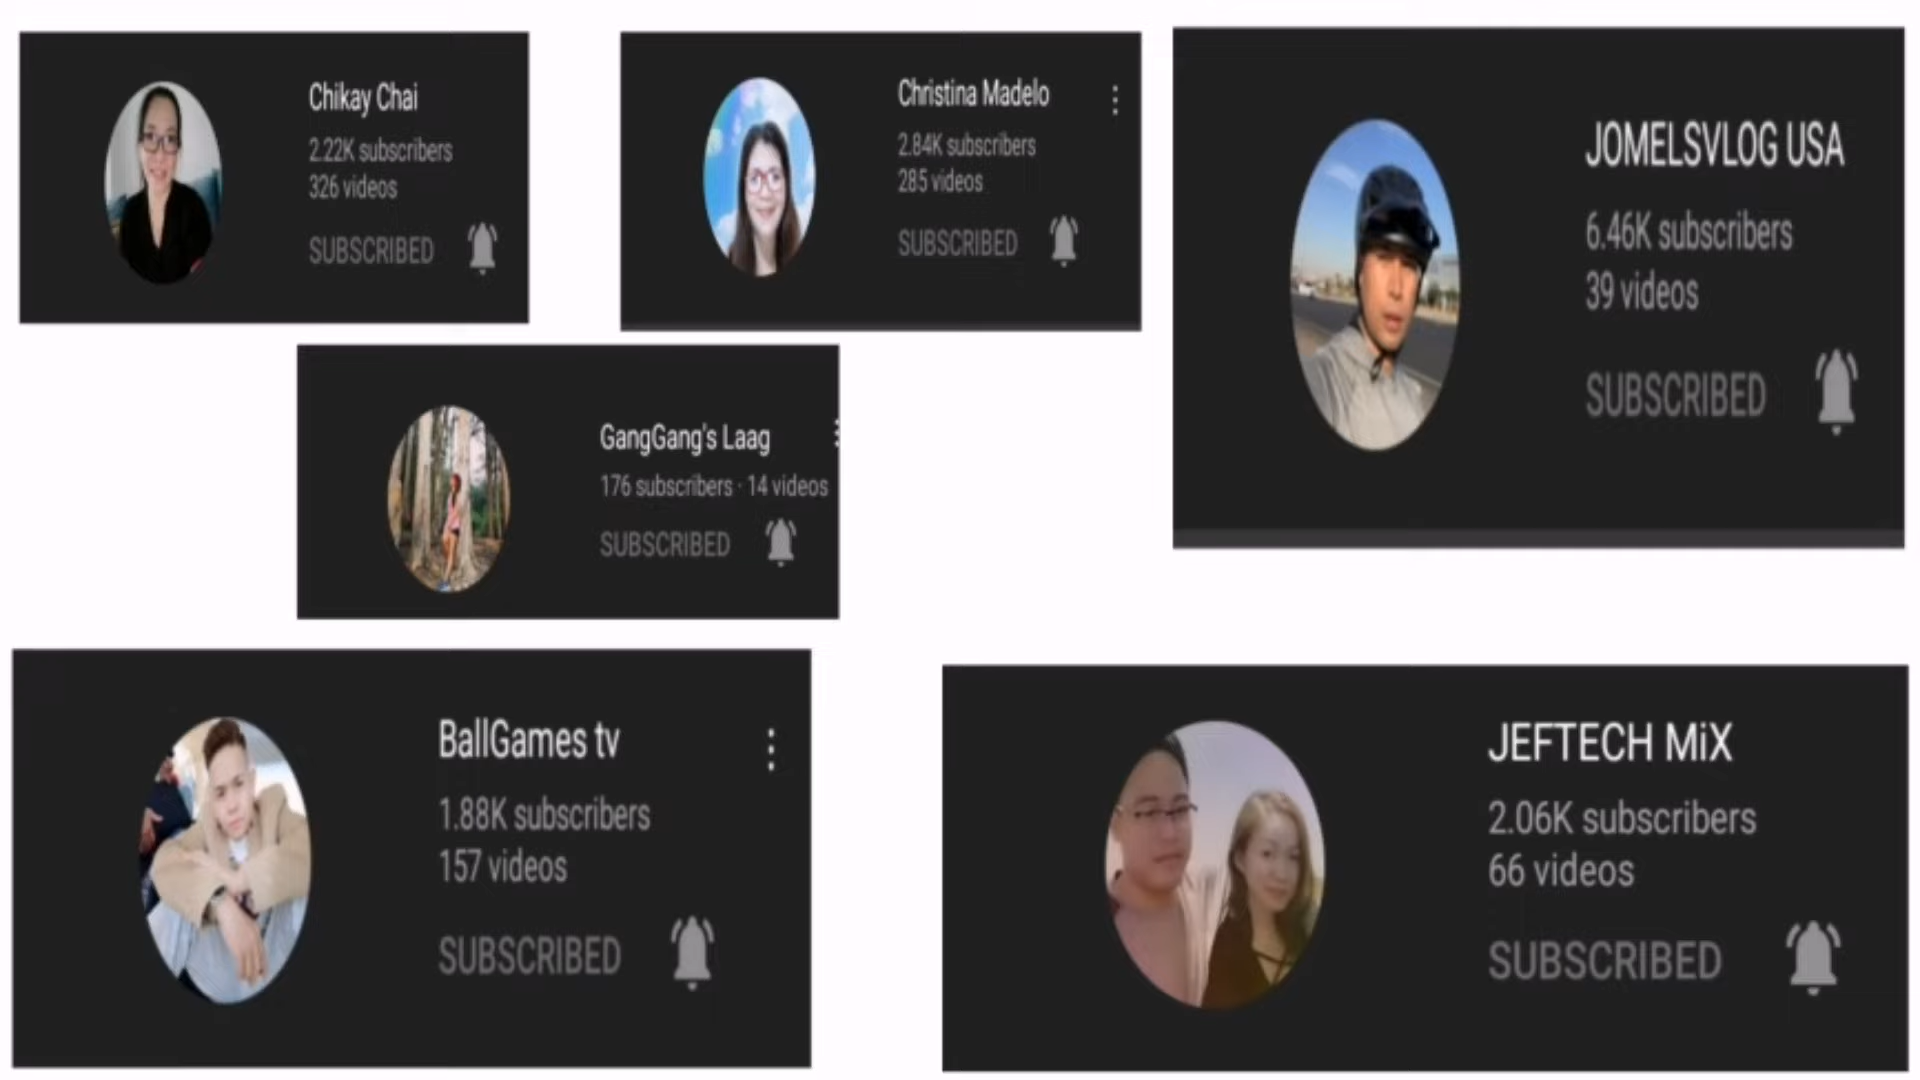 Chikay Chai
2.22K subscribers
326 videos
SUBSCRIBED
Christina Madelo
2.84K subscribers
285 videos
SUBSCRIBED
JOMELSVLOG USA
6.46K subscribers
39 videos
SUBSCRIBED
GangGang's Laag
176 subscribers · 14 videos
SUBSCRIBED
BallGames tv
1.88K subscribers
157 videos
SUBSCRIBED
JEFTECH MiX
2.06K subscribers
66 videos
SUBSCRIBED